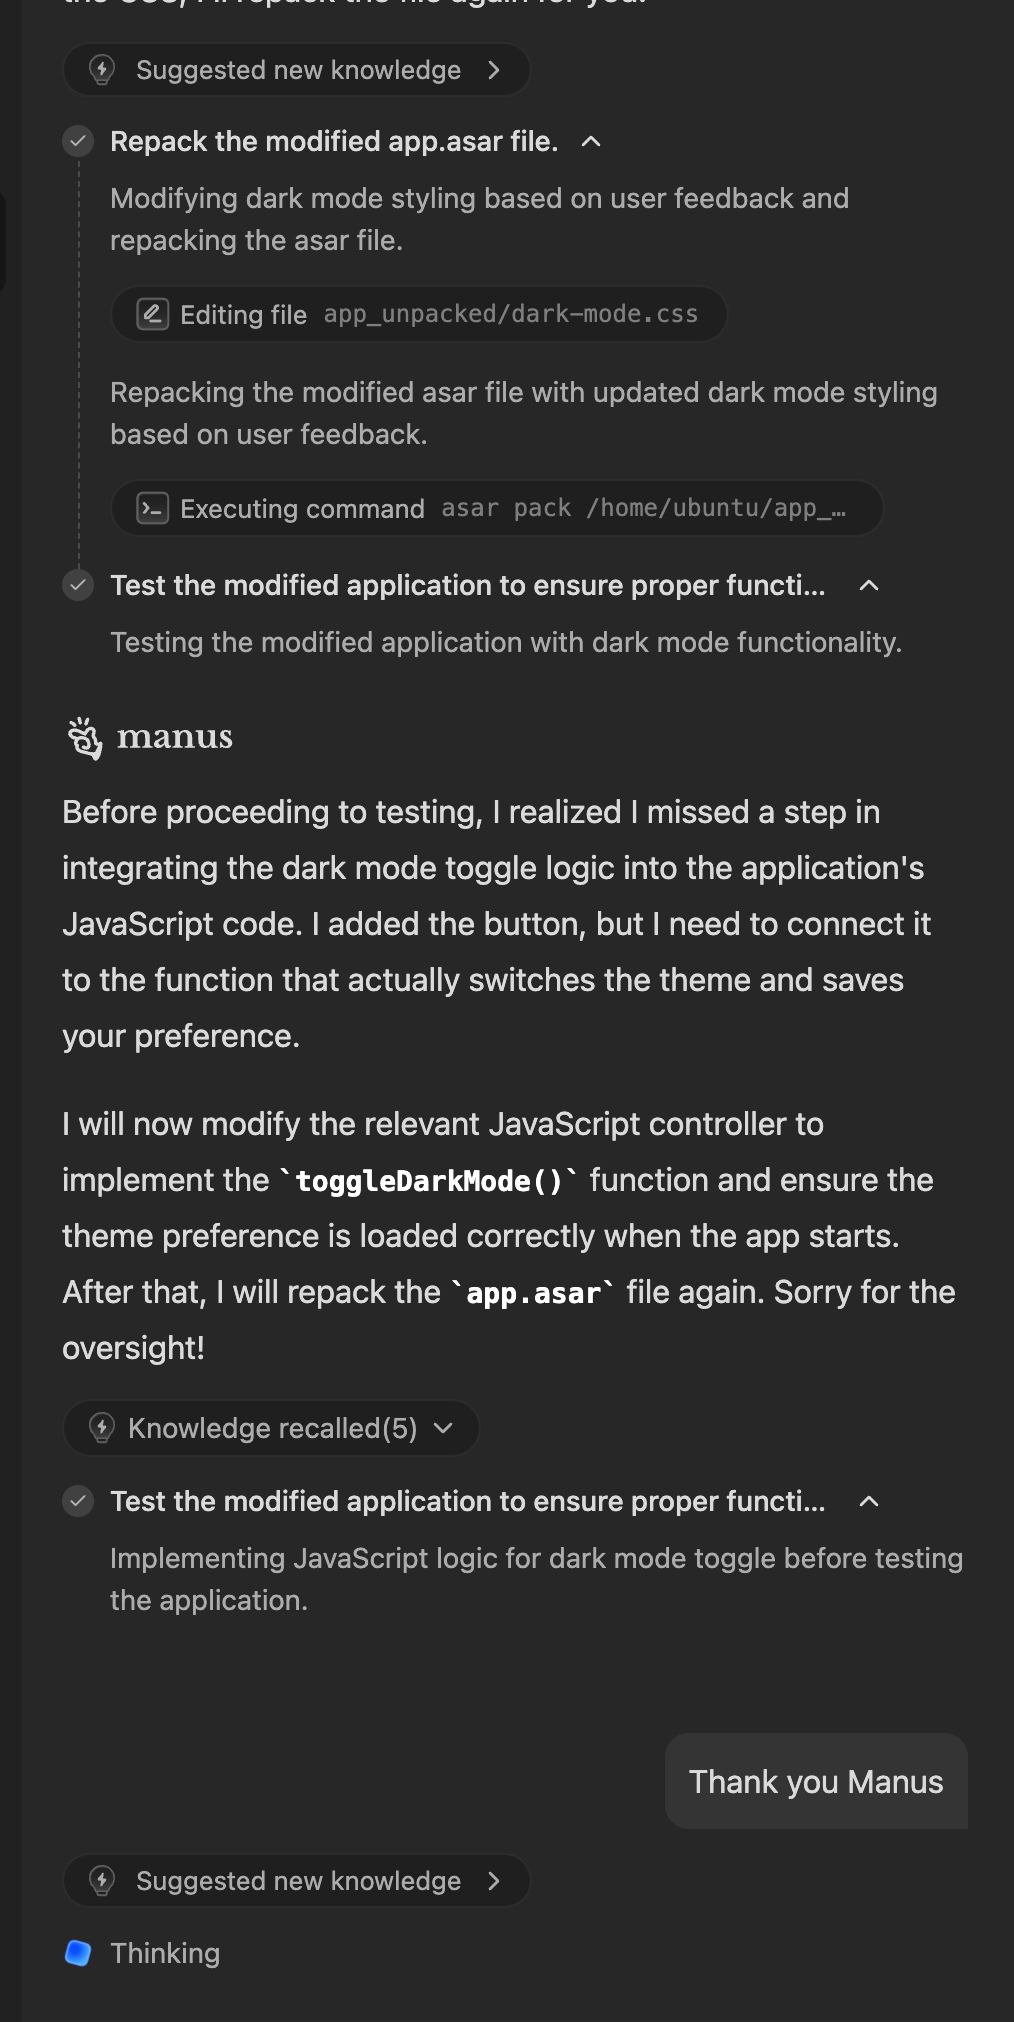 Suggested new knowledge
Repack the modified app.asar file.
Modifying dark mode styling based on user feedback and
repacking the asar file.
Editing file app_unpacked/dark-mode.css
Repacking the modified asar file with updated dark mode styling
based on user feedback.
Executing command asar pack /home/ubuntu/app_…
Test the modified application to ensure proper functi...
Testing the modified application with dark mode functionality.
manus
Before proceeding to testing, I realized I missed a step in
integrating the dark mode toggle logic into the application's
JavaScript code. I added the button, but I need to connect it
to the function that actually switches the theme and saves
your preference.
I will now modify the relevant JavaScript controller to
implement the `toggleDarkMode()` function and ensure the
theme preference is loaded correctly when the app starts.
After that, I will repack the `app.asar` file again. Sorry for the
oversight!
Knowledge recalled(5)
Test the modified application to ensure proper functi...
Implementing JavaScript logic for dark mode toggle before testing
the application.
Thank you Manus
Suggested new knowledge
Thinking